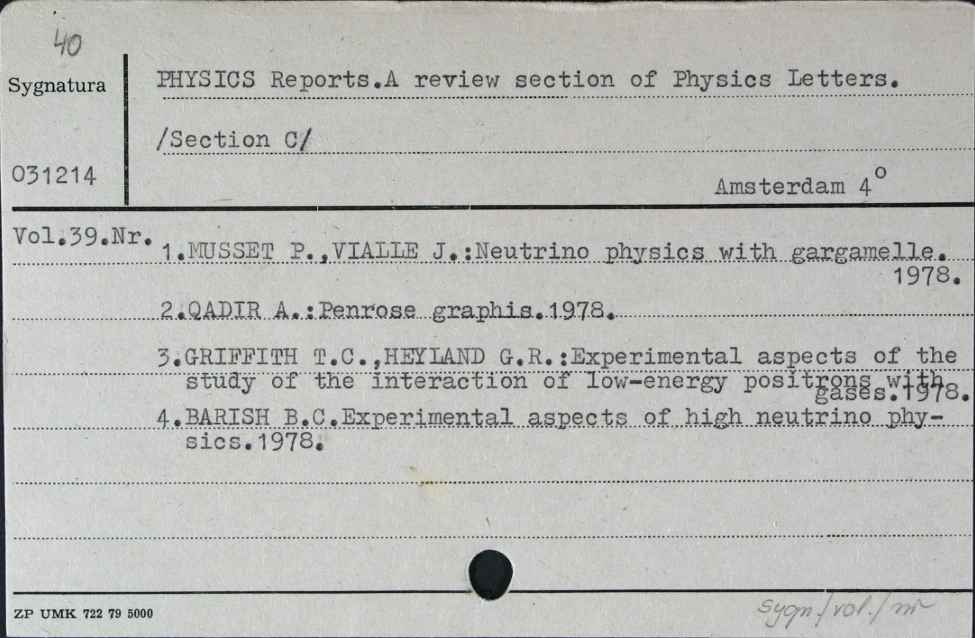 40
Sygnatura
PHYSICS Reports.A review section of Physics Letters.
/Section C/
031214
Amsterdam 4°
Vol.39.Nr.
1.MUSSET P.,VIALLE J.:Neutrino physics with gargamelle.
1978.
2.QADIR A.:Penrose graphis.1978.
3.GRIFFITH T.C.,HEYLAND G.R.:Experimental aspects of the
study of the interaction of low-energy positrons with
gases.1978.
4.BARISH B.C.Experimental aspects of high neutrino phy-
sics.1978.
ZP UMK 722 79 5000
sygn/vol./nr